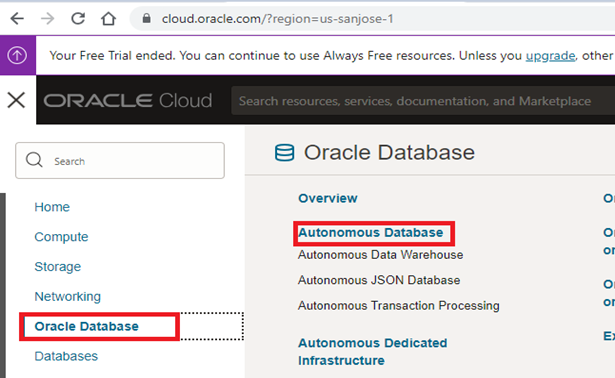 cloud.oracle.com/?region=us-sanjose-1
Your Free Trial ended. You can continue to use Always Free resources. Unless you upgrade, other
ORACLE Cloud
Search resources, services, documentation, and Marketplace
Search
Home
Compute
Storage
Networking
Oracle Database
Databases
Oracle Database
Overview
Autonomous Database
Autonomous Data Warehouse
Autonomous JSON Database
Autonomous Transaction Processing
Autonomous Dedicated
Infrastructure